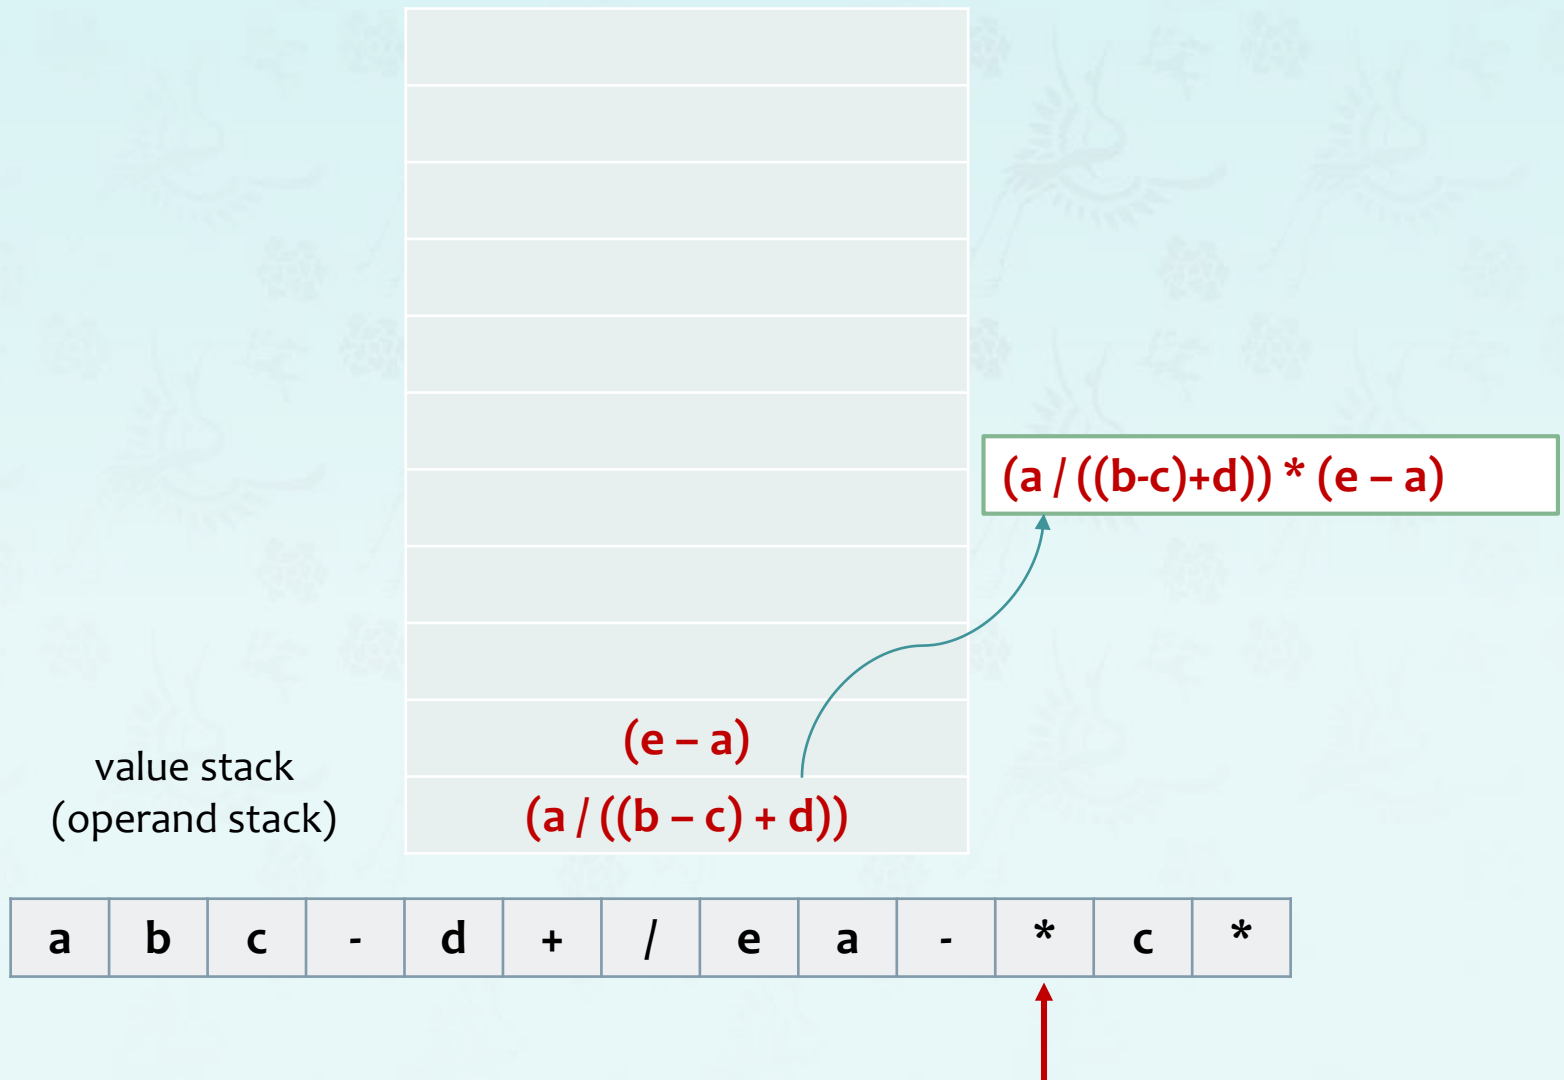 (a / ((b-c)+d)) * (e – a)
(e – a)
(a / ((b – c) + d))
value stack
(operand stack)
a b c - d + / e a - * c *